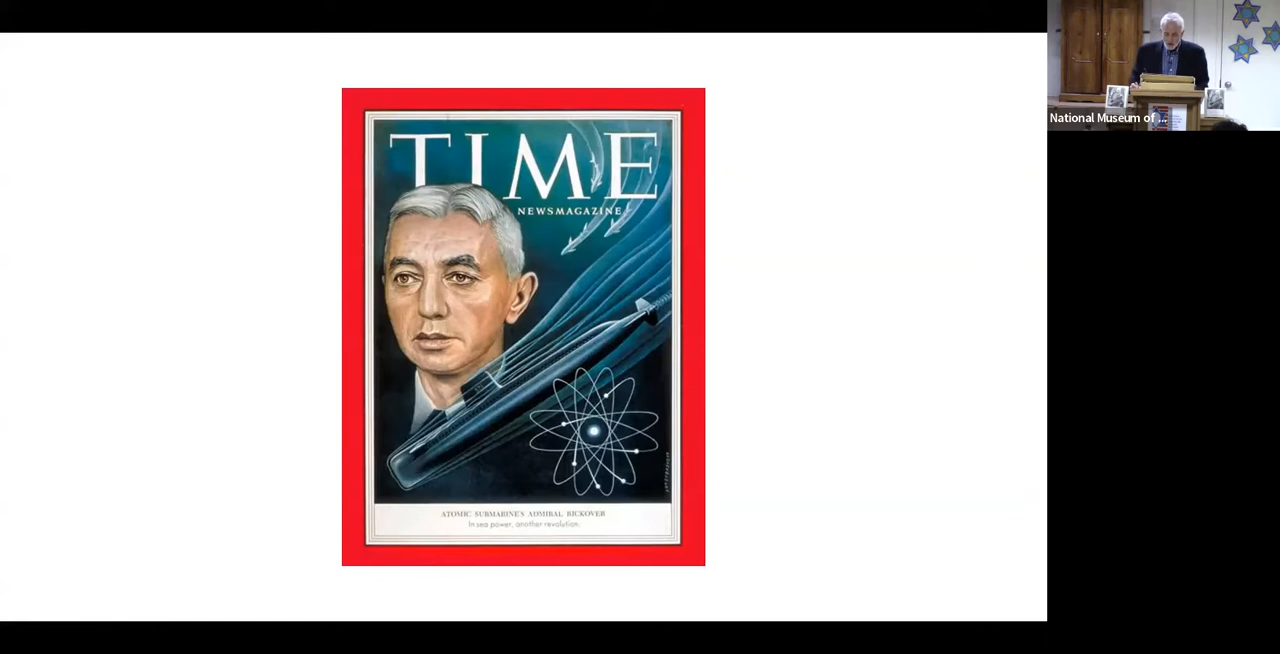 TIME
NEWSMAGAZINE
ATOMIC SUBMARINE'S ADMIRAL RICKOVER
In sea power, another revolution.
National Museum of ...